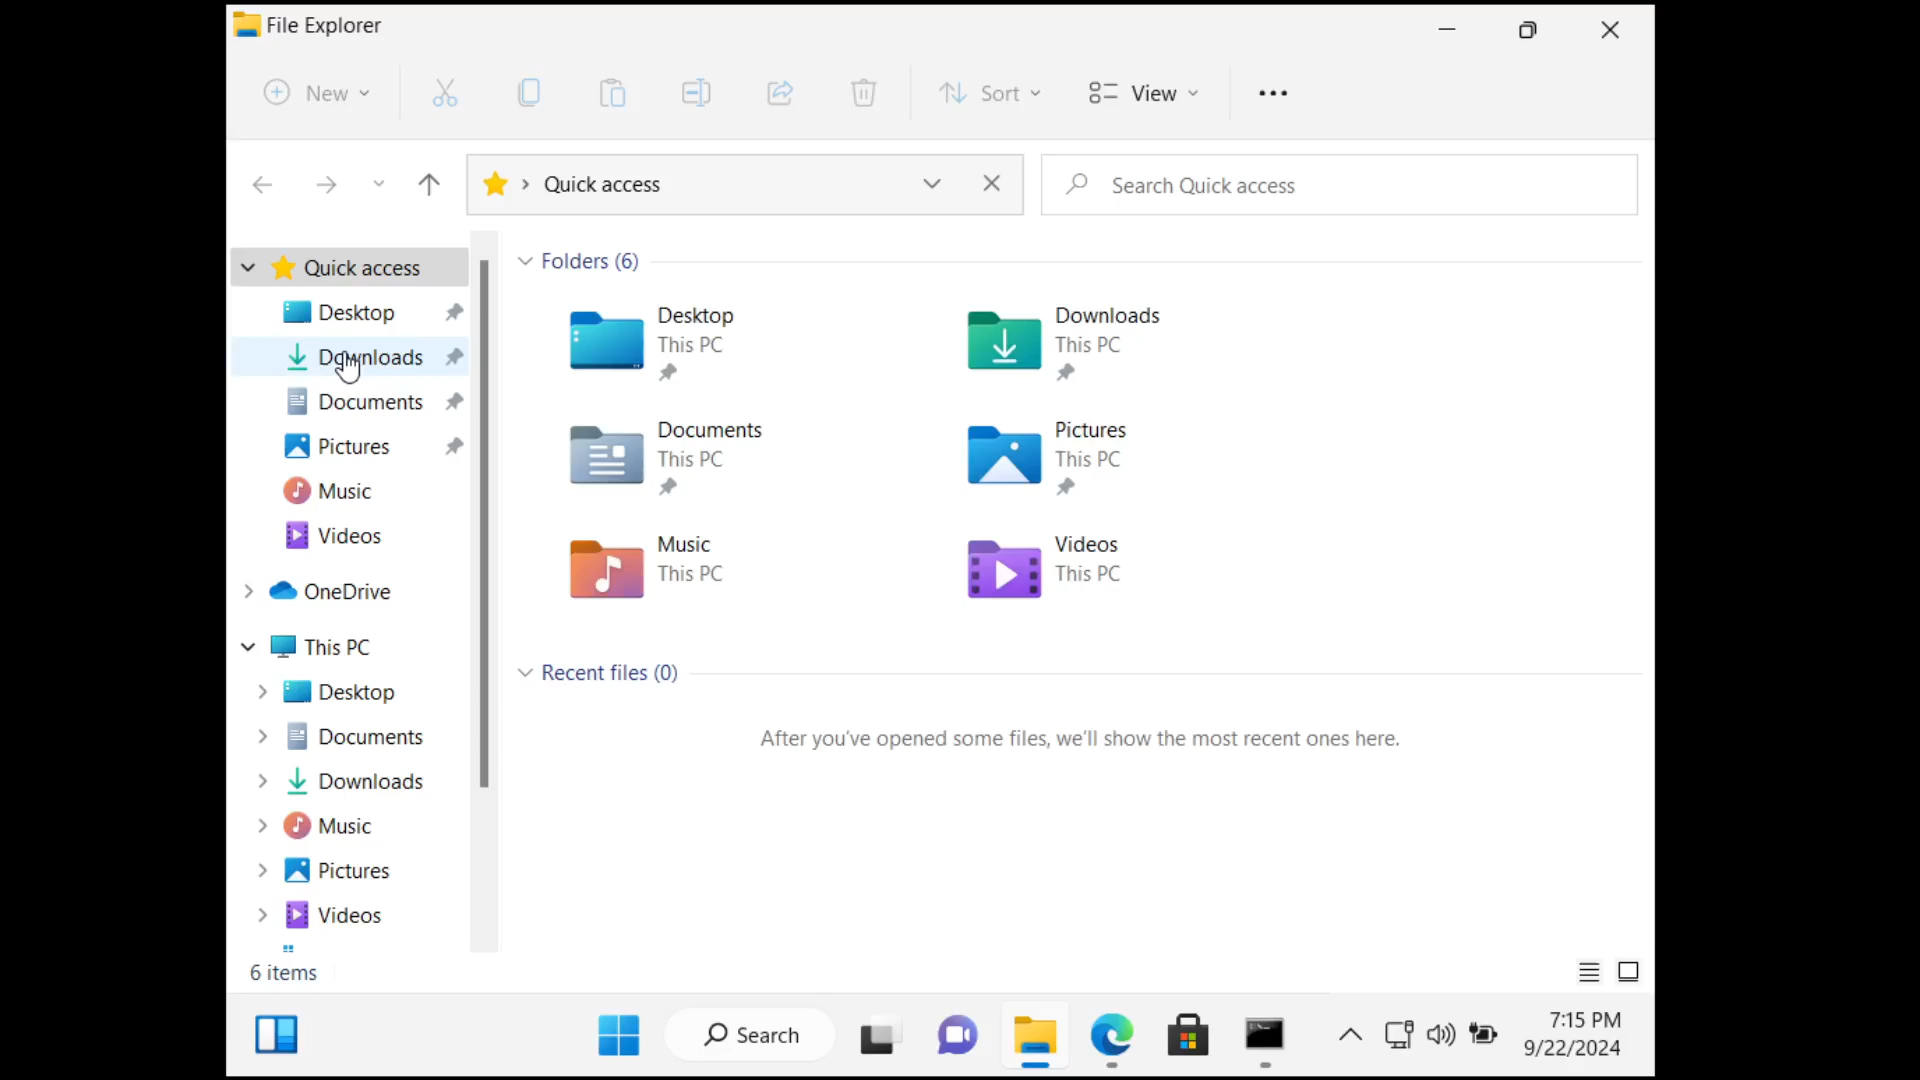 File Explorer
New
Sort
View
Quick access
Search Quick access
Quick access
Desktop
Downloads
Documents
Pictures
Music
Videos
OneDrive
This PC
Desktop
Documents
Downloads
Music
Pictures
Videos
Folders (6)
Desktop
This PC
Downloads
This PC
Documents
This PC
Pictures
This PC
Music
This PC
Videos
This PC
Recent files (0)
After you've opened some files, we'll show the most recent ones here.
6 items
Search
7:15 PM
9/22/2024